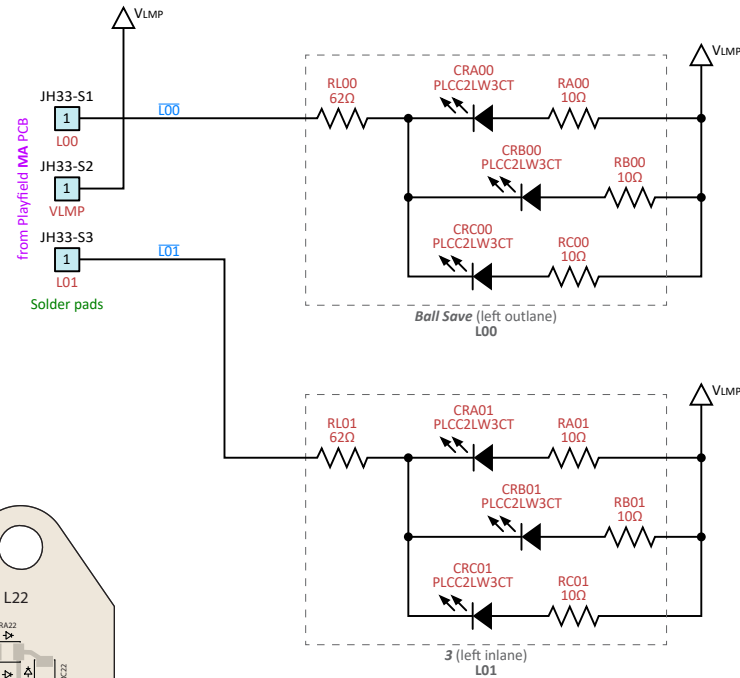 VLMP
JH33-S1
1
L00
L00
JH33-S2
1
VLMP
JH33-S3
1
L01
L01
from Playfield MA PCB
Solder pads
VLMP
RL00
62Ω
CRA00
PLCC2LW3CT
RA00
10Ω
CRB00
PLCC2LW3CT
RB00
10Ω
CRC00
PLCC2LW3CT
RC00
10Ω
Ball Save (left outlane)
L00
VLMP
RL01
62Ω
CRA01
PLCC2LW3CT
RA01
10Ω
CRB01
PLCC2LW3CT
RB01
10Ω
CRC01
PLCC2LW3CT
RC01
10Ω
3 (left inlane)
L01
L22